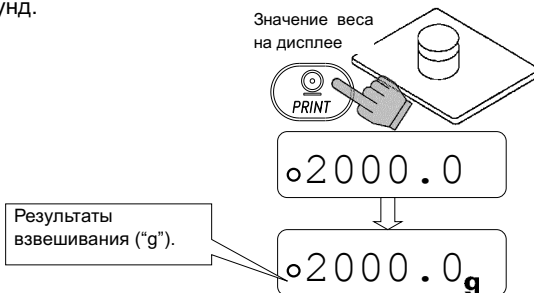 унд.
Значение веса
на дисплее
PRINT
2000.0
Результаты
взвешивания (“g”).
2000.0g